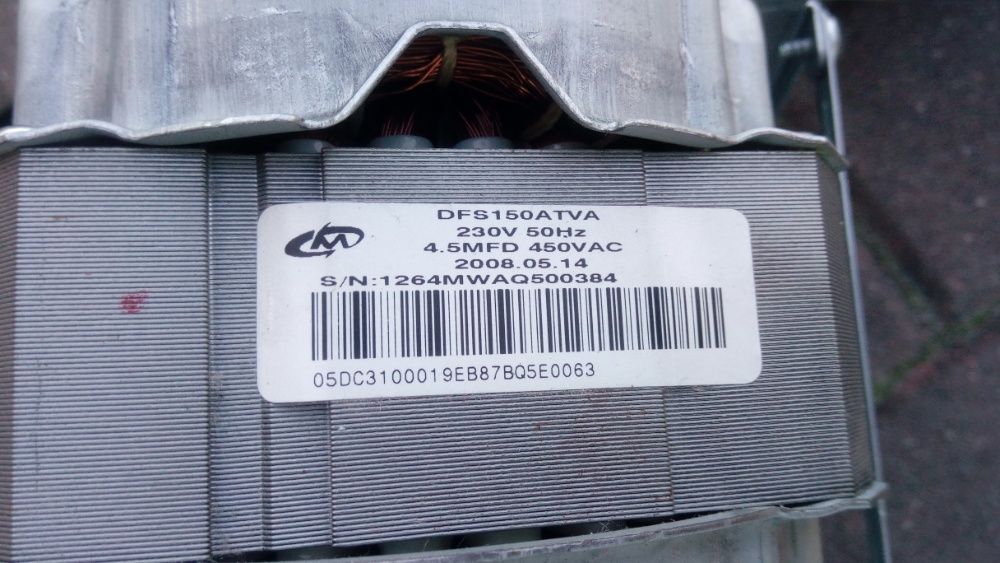 DFS150ATVA
230V 50Hz
4.5MFD 450VAC
2008.05.14
S/N:1264MWAQ500384
05DC3100019EB87BQ5E0063